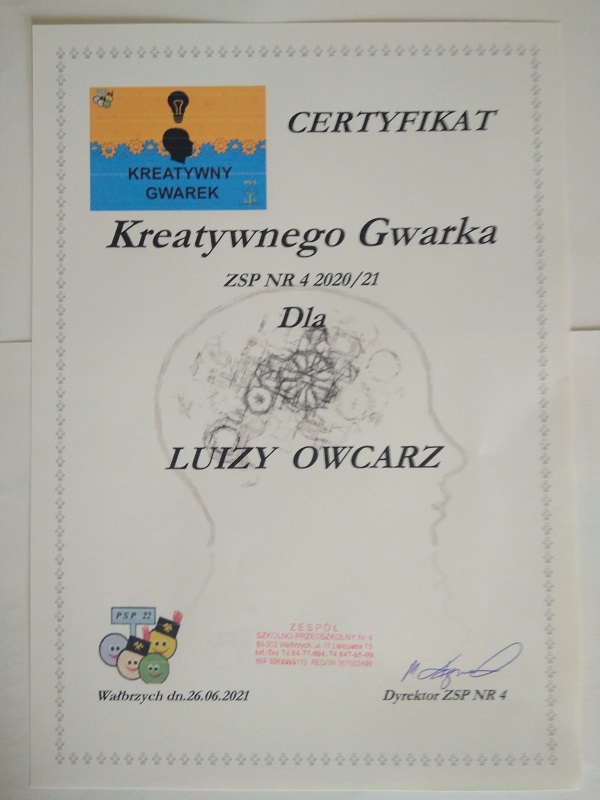 CERTYFIKAT
KREATYWNY
GWAREK
Kreatywnego Gwarka
ZSP NR 4 2020/21
Dla
LUIZY OWCARZ
PSP 22
ZESPÓŁ
SZKOLNO-PRZEDSZKOLNY Nr 4
Wałbrzych dn.26.06.2021
Dyrektor ZSP NR 4